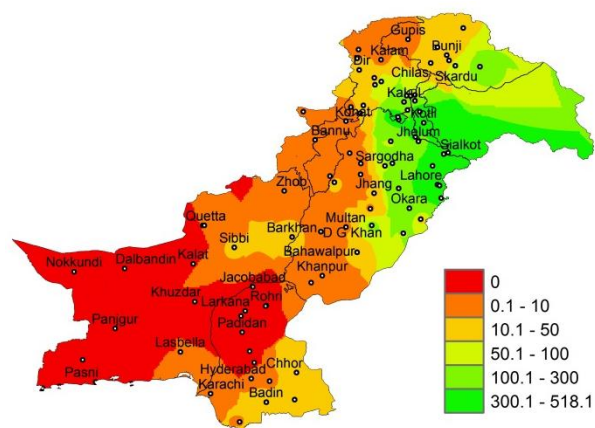 Gupis
Kalam
Bunji
Dir
Chilas
Skardu
Kakul
Kohat
Kotli
Bannu
Jhelum
Sialkot
Sargodha
Zhob
Jhang
Lahore
Okara
Quetta
Multan
Barkhan
D G Khan
Sibbi
Kalat
Bahawalpur
Nokkundi
Dalbandin
Khanpur
Jacobabad
Khuzdar
Larkana
Rohri
Panjgur
Padidan
Lasbeila
Pasni
Hyderabad
Chhor
Karachi
Badin
0
0.1 - 10
10.1 - 50
50.1 - 100
100.1 - 300
300.1 - 518.1